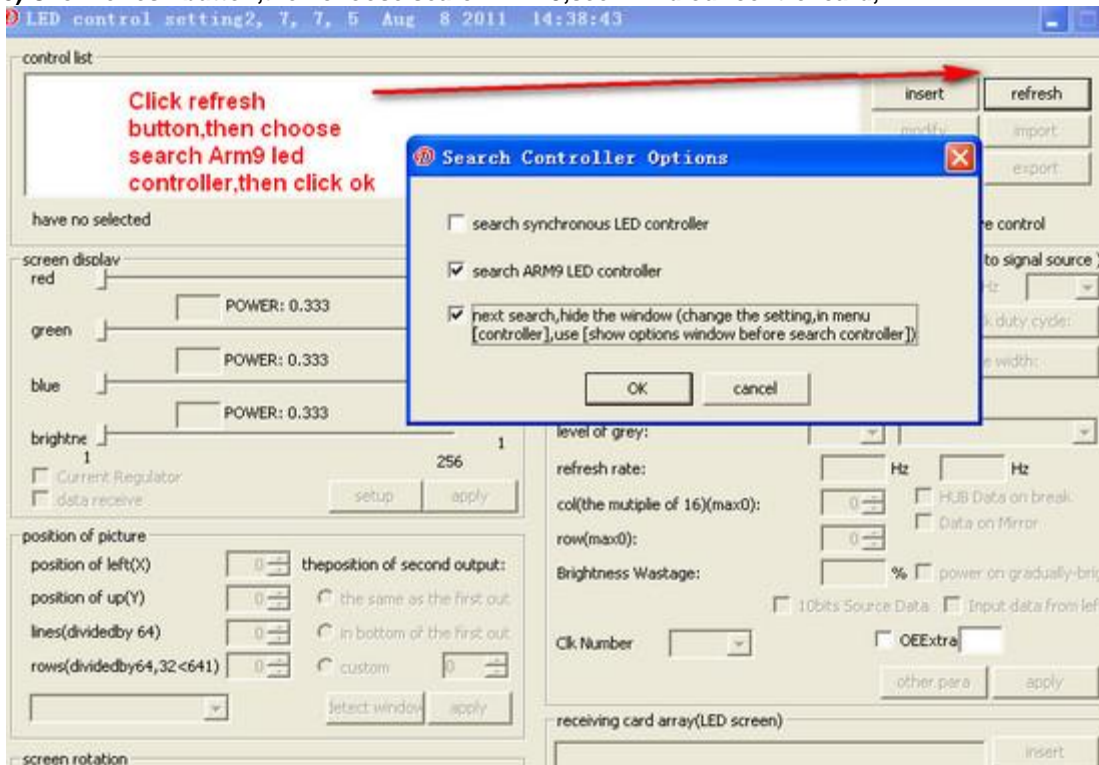 LED control setting2, 7, 7, 5 Aug 8 2011 14:38:43
control list
Click refresh
button,then choose
search Arm9 led
controller,then click ok
insert
refresh
modify
import
export
have no selected
e control
Search Controller Options
search synchronous LED controller
search ARM9 LED controller
next search,hide the window (change the setting,in menu
[controller],use [show options window before search controller])
OK
cancel
screen display
red
POWER: 0.333
green
POWER: 0.333
blue
POWER: 0.333
brightne
1
1
256
Current Regulator
data receive
setup
apply
to signal source )
duty cycle:
width:
level of grey:
refresh rate:
Hz
Hz
col(the mutiplie of 16)(max0):
0
HUB Data on break
Data on Mirror
row(max0):
0
Brightness Wastage:
%
power on gradually-brig
10bits Source Data
Input data from lef
Clk Number
OEExtra
other para
apply
position of picture
position of left(X)
0
theposition of second output:
position of up(Y)
0
the same as the first out
lines(dividedby 64)
0
in bottom of the first out
rows(dividedby64,32<641)
0
custom
0
detect window
apply
receiving card array(LED screen)
insert
screen rotation